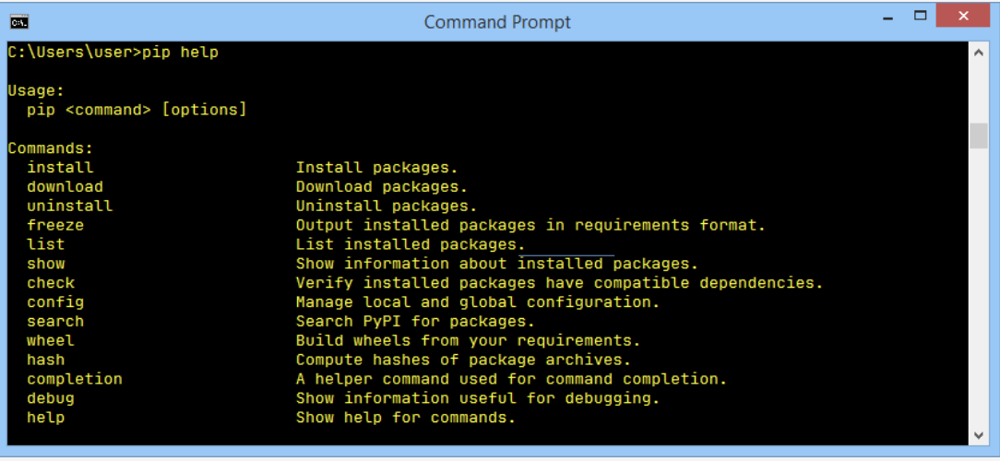 Command Prompt
C:\Users\user>pip help
Usage:
  pip <command> [options]
Commands:
  install                     Install packages.
  download                    Download packages.
  uninstall                   Uninstall packages.
  freeze                      Output installed packages in requirements format.
  list                        List installed packages.
  show                        Show information about installed packages.
  check                       Verify installed packages have compatible dependencies.
  config                      Manage local and global configuration.
  search                      Search PyPI for packages.
  wheel                       Build wheels from your requirements.
  hash                        Compute hashes of package archives.
  completion                  A helper command used for command completion.
  debug                       Show information useful for debugging.
  help                        Show help for commands.